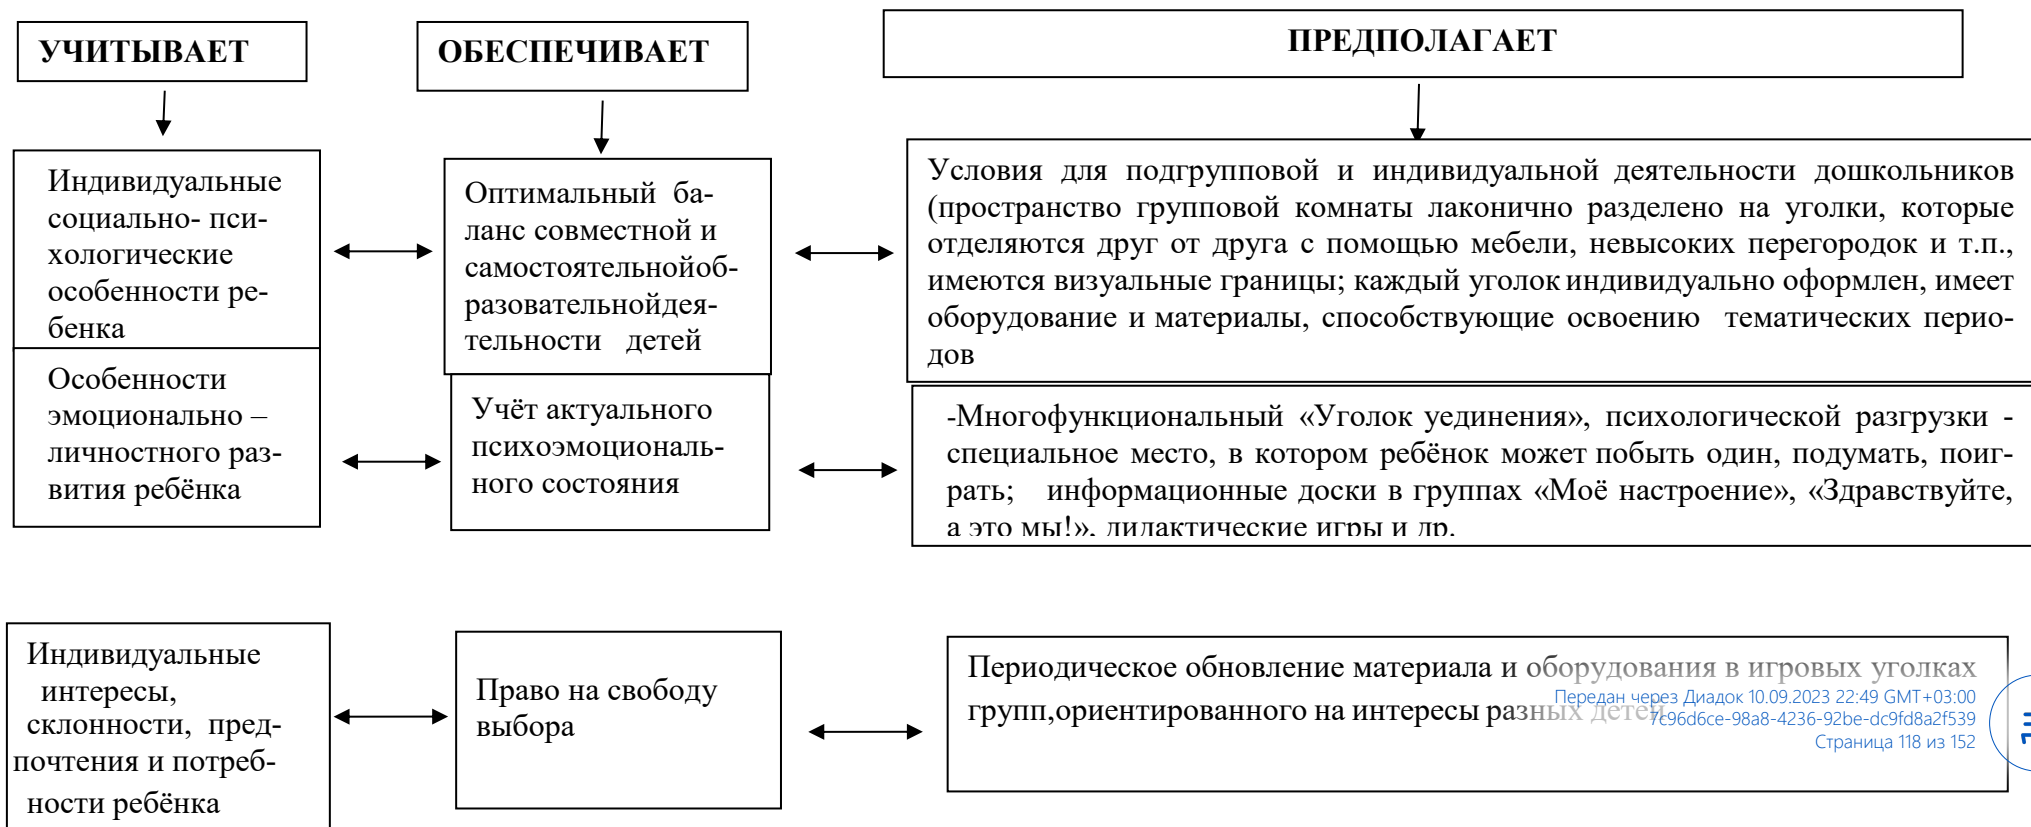 УЧИТЫВАЕТ
ОБЕСПЕЧИВАЕТ
ПРЕДПОЛАГАЕТ
Индивидуальные
социально- пси-
хологические
особенности ре-
бенка
Оптимальный ба-
ланс совместной и
самостоятельнойоб-
разовательнойдея-
тельности детей
Условия для подгрупповой и индивидуальной деятельности дошкольников
(пространство групповой комнаты лаконично разделено на уголки, которые
отделяются друг от друга с помощью мебели, невысоких перегородок и т.п.,
имеются визуальные границы; каждый уголок индивидуально оформлен, имеет
оборудование и материалы, способствующие освоению тематических перио-
дов
Особенности
эмоционально –
личностного раз-
вития ребёнка
Учёт актуального
психоэмоциональ-
ного состояния
-Многофункциональный «Уголок уединения», психологической разгрузки -
специальное место, в котором ребёнок может побыть один, подумать, поиг-
рать; информационные доски в группах «Моё настроение», «Здравствуйте,
а это мы!», дидактические игры и др.
Индивидуальные
интересы,
склонности, пред-
почтения и потреб-
ности ребёнка
Право на свободу
выбора
Периодическое обновление материала и оборудования в игровых уголках
групп,ориентированного на интересы разных детей
Передан через Диадок 10.09.2023 22:49 GMT+03:00
7c96d6ce-98a8-4236-92be-dc9fd8a2f539
Страница 118 из 152